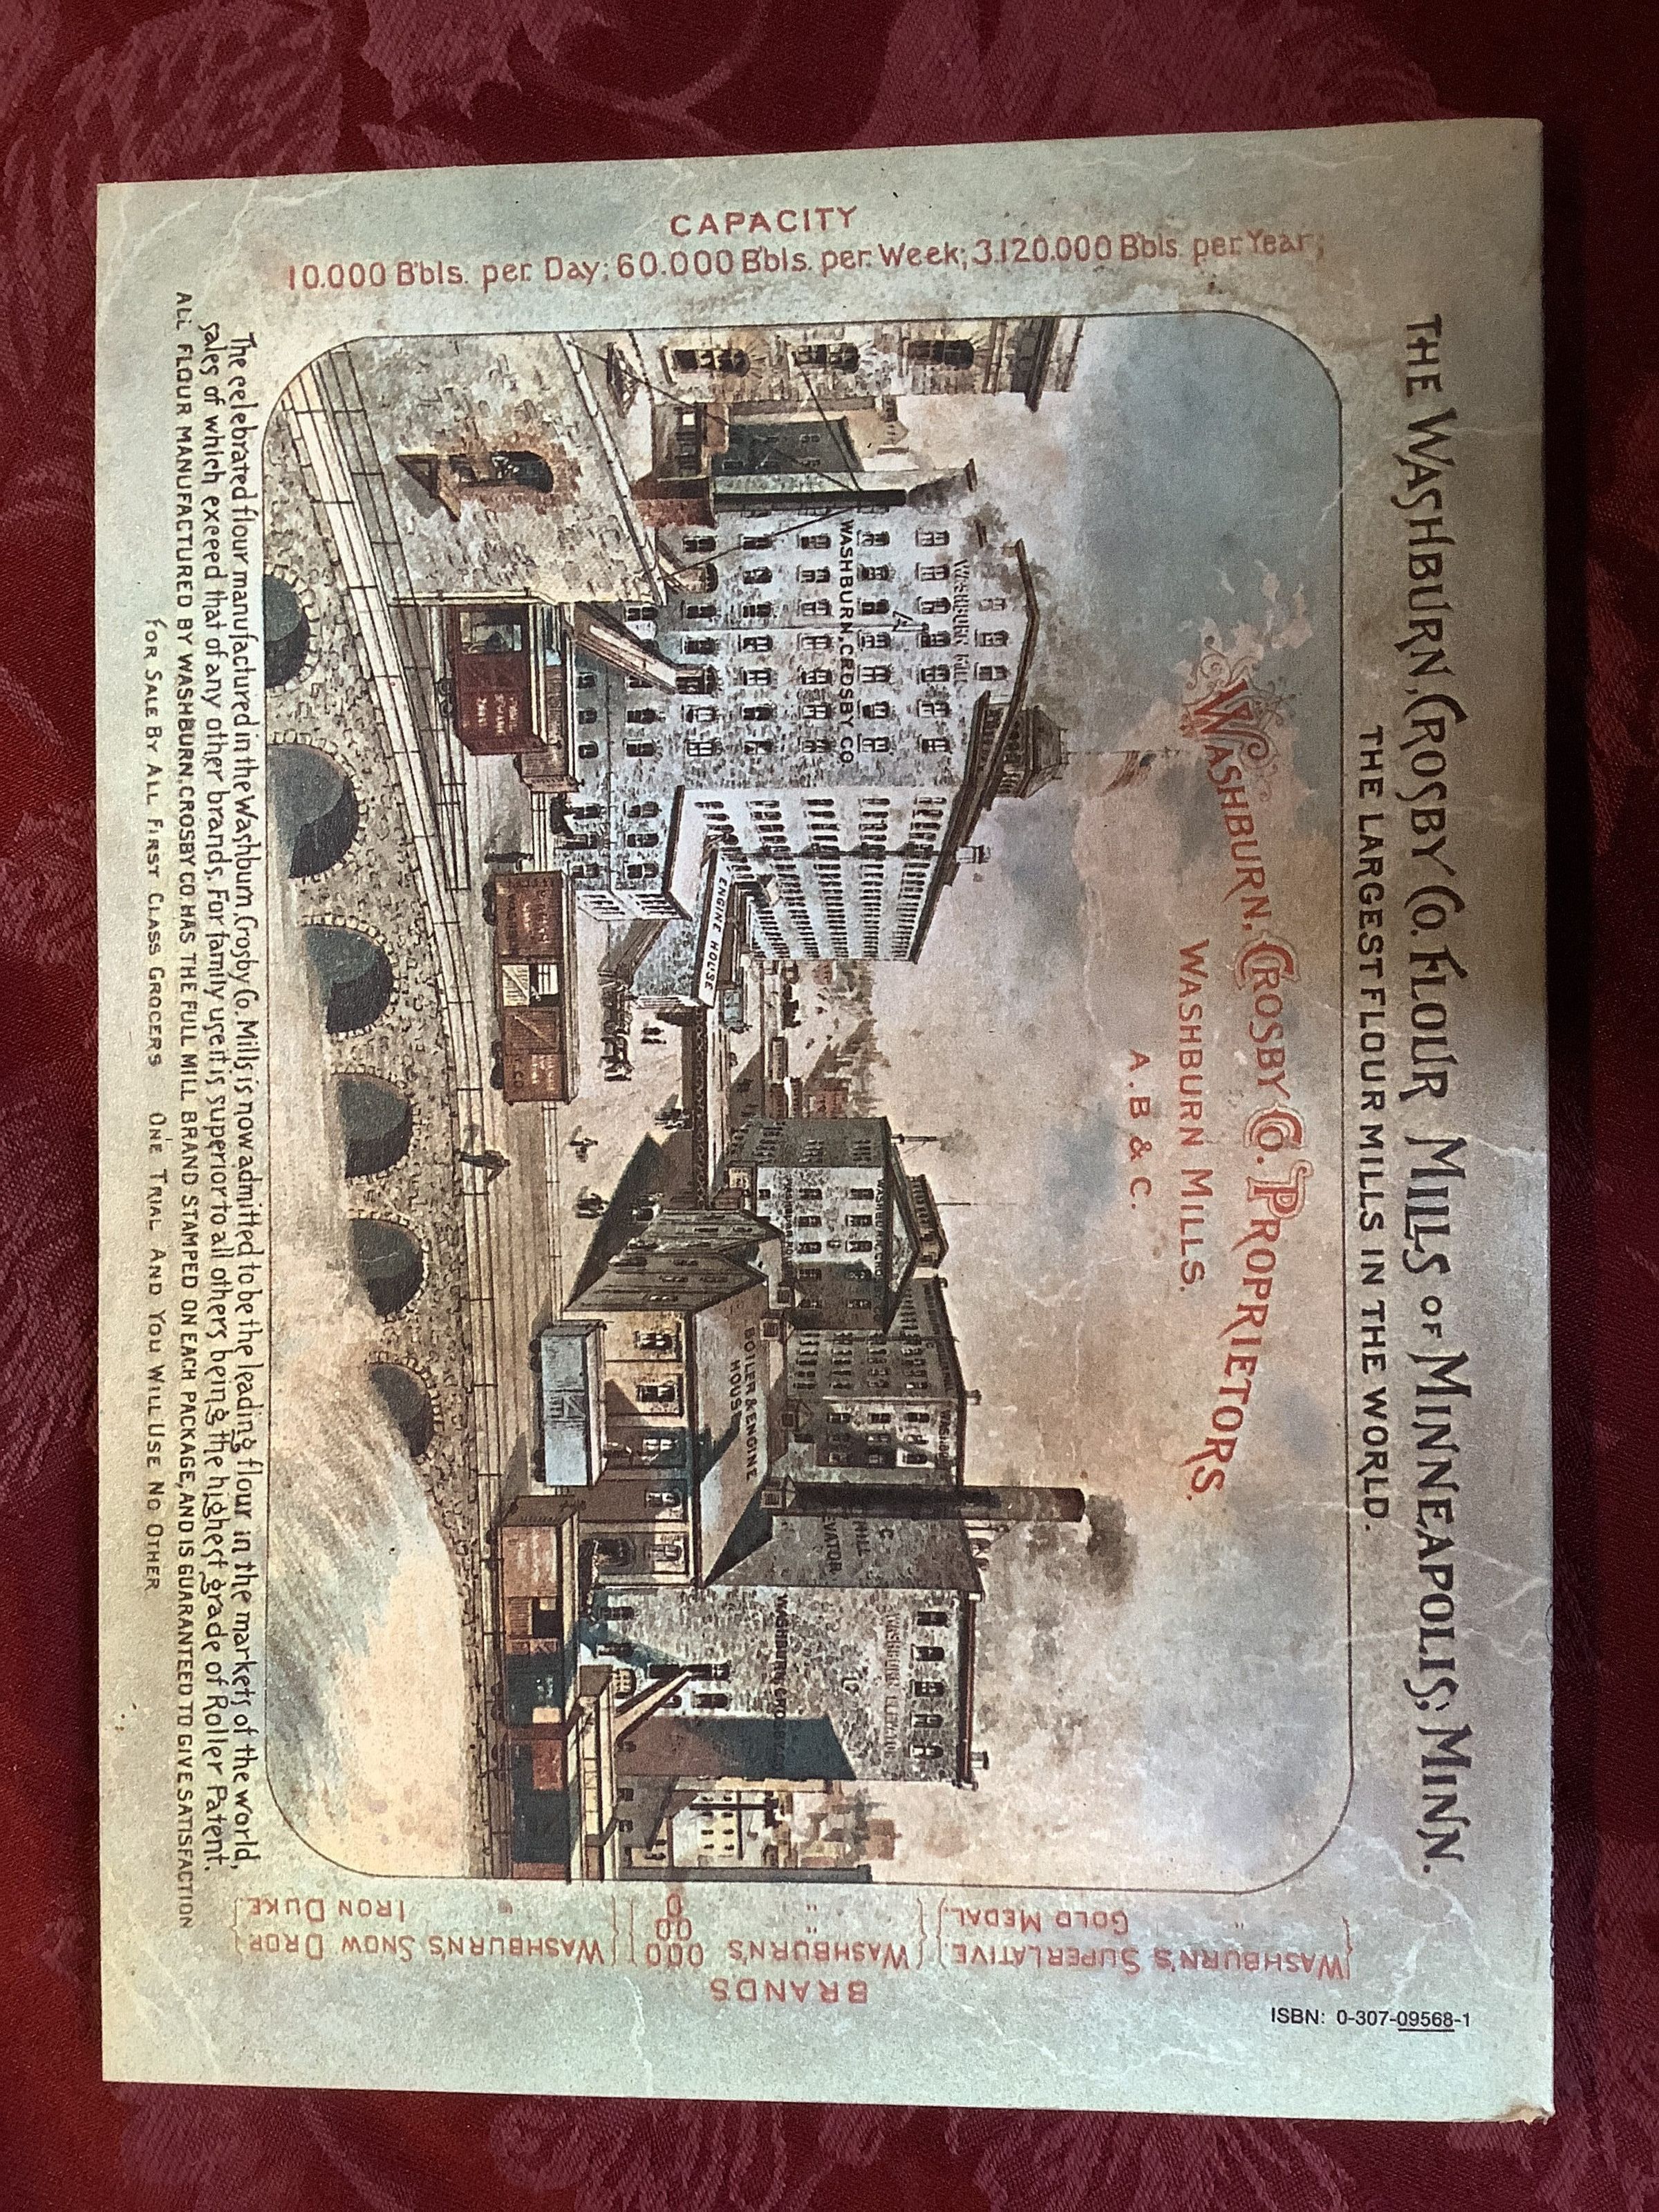 THE WASHBURN, CROSBY CO. FLOUR MILLS OF MINNEAPOLIS, MINN.
THE LARGEST FLOUR MILLS IN THE WORLD.
WASHBURN, CROSBY CO. PROPRIETORS.
WASHBURN MILLS.
A. B & C.
CAPACITY
10.000 Bbls. per Day; 60.000 Bbls. per Week; 3.120.000 Bbls. per Year;
WASHBURN MILL
A
WASHBURN, CROSBY CO
ENGINE HOUSE
BOILER & ENGINE
HOUSE
C
WASHBURN ELEVATOR
C
WASHBURN CROSBY CO
BRANDS
{WASHBURN'S SUPERLATIVE.} {WASHBURN'S 000} {WASHBURN'S SNOW DROP.}
" GOLD MEDAL. " 00 " IRON DUKE.
" 0
The celebrated flour manufactured in the Washburn, Crosby Co. Mills is now admitted to be the leading flour in the markets of the world,
sales of which exceed that of any other brands. For family use it is superior to all others being the highest grade of Roller Patent.
ALL FLOUR MANUFACTURED BY WASHBURN, CROSBY CO. HAS THE FULL MILL BRAND STAMPED ON EACH PACKAGE, AND IS GUARANTEED TO GIVE SATISFACTION
FOR SALE BY ALL FIRST CLASS GROCERS ONE TRIAL AND YOU WILL USE NO OTHER
ISBN: 0-307-09568-1